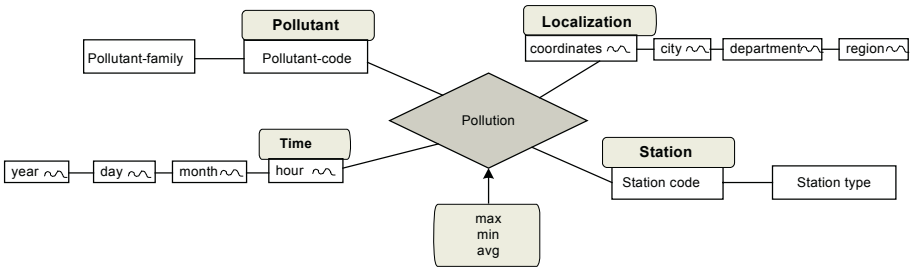 Pollutant
Localization
Pollutant-family
Pollutant-code
coordinates
city
department
region
Pollution
Time
year
day
month
hour
Station
Station code
Station type
max
min
avg